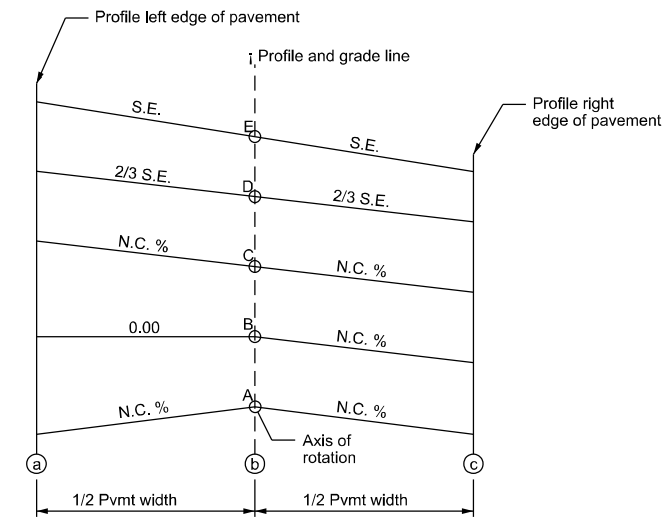 Profile left edge of pavement
¡ Profile and grade line
Profile right
edge of pavement
S.E.
E
S.E.
2/3 S.E.
D
2/3 S.E.
N.C. %
C
N.C. %
0.00
B
N.C. %
N.C. %
A
N.C. %
Axis of
rotation
a
b
c
1/2 Pvmt width
1/2 Pvmt width